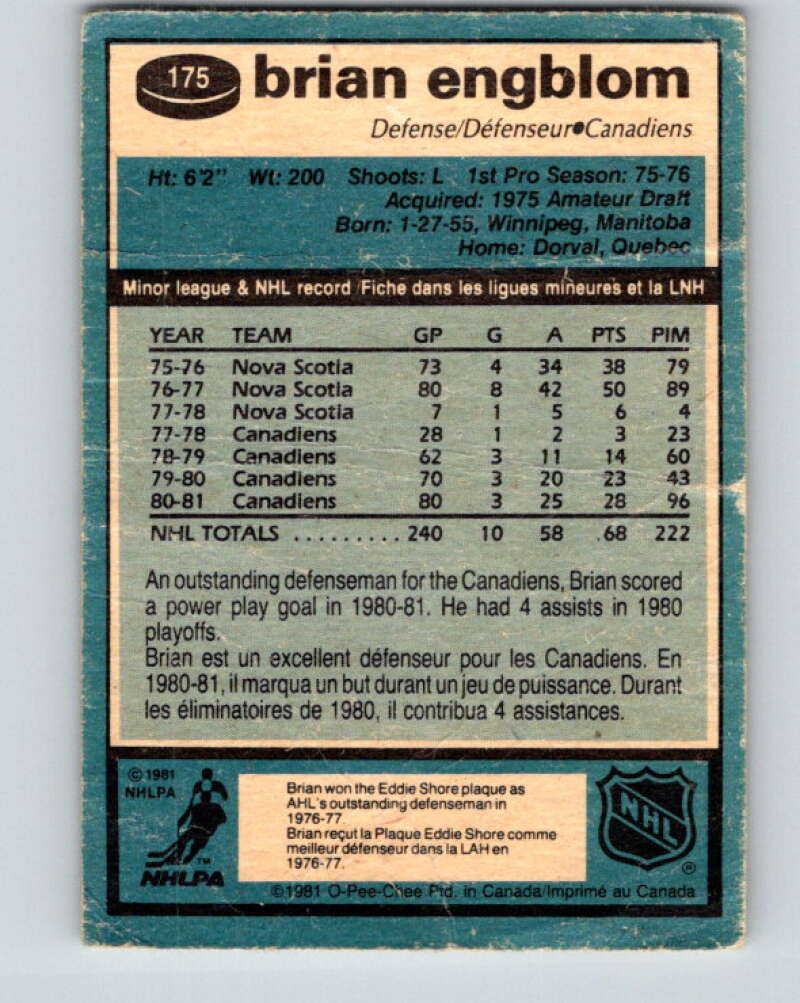 175 brian engblom
Defense/Défenseur•Canadiens
Ht: 6'2" Wt: 200 Shoots: L 1st Pro Season: 75-76
Acquired: 1975 Amateur Draft
Born: 1-27-55, Winnipeg, Manitoba
Home: Dorval, Quebec
Minor league & NHL record/Fiche dans les ligues mineures et la LNH
YEAR TEAM GP G A PTS PIM
75-76 Nova Scotia 73 4 34 38 79
76-77 Nova Scotia 80 8 42 50 89
77-78 Nova Scotia 7 1 5 6 4
77-78 Canadiens 28 1 2 3 23
78-79 Canadiens 62 3 11 14 60
79-80 Canadiens 70 3 20 23 43
80-81 Canadiens 80 3 25 28 96
NHL TOTALS ......... 240 10 58 68 222
An outstanding defenseman for the Canadiens, Brian scored
a power play goal in 1980-81. He had 4 assists in 1980
playoffs.
Brian est un excellent défenseur pour les Canadiens. En
1980-81, il marqua un but durant un jeu de puissance. Durant
les éliminatoires de 1980, il contribua 4 assistances.
© 1981
NHLPA
TM
NHLPA
Brian won the Eddie Shore plaque as
AHL's outstanding defenseman in
1976-77.
Brian reçut la Plaque Eddie Shore comme
meilleur défenseur dans la LAH en
1976-77.
NHL
®
©1981 O-Pee-Chee Ptd. in Canada/Imprimé au Canada